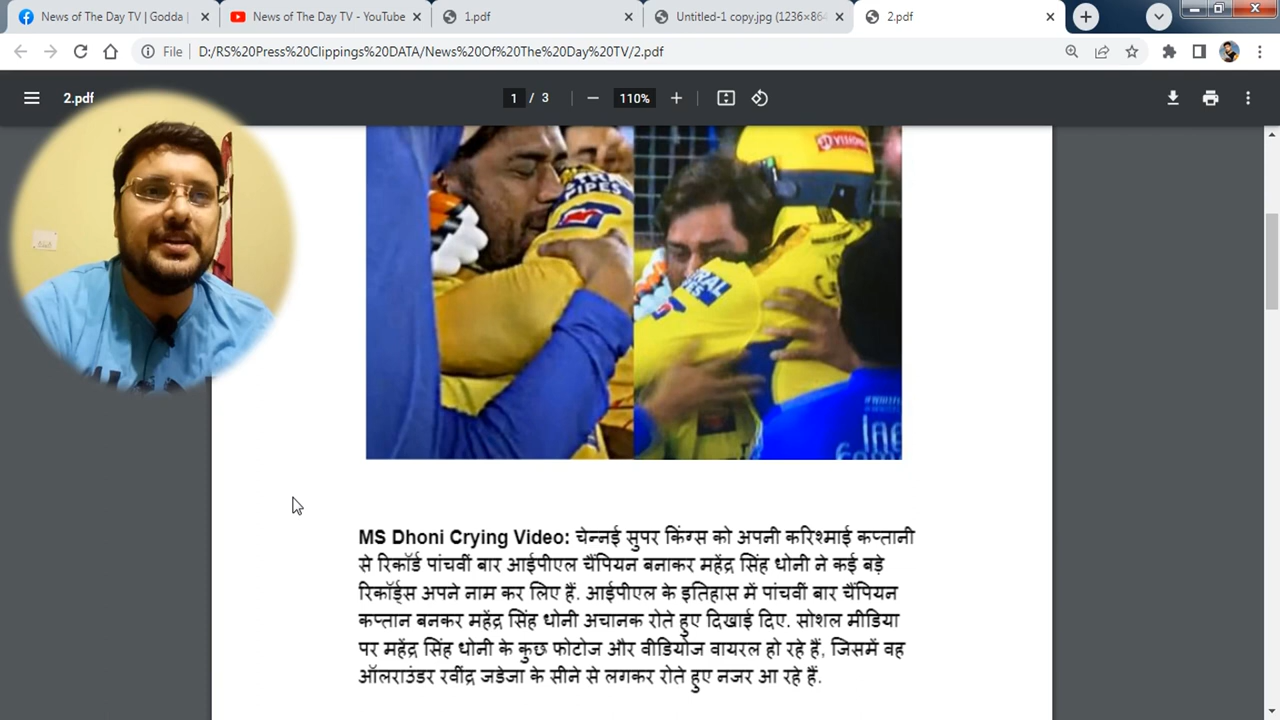 News of The Day TV | Godda |
News of The Day TV - YouTube
1.pdf
Untitled-1 copy.jpg (1236×864
2.pdf
File | D:/RS%20Press%20Clippings%20DATA/News%20Of%20The%20Day%20TV/2.pdf
2.pdf
1 / 3
110%
PIPES
VISION
MS Dhoni Crying Video: चेन्नई सुपर किंग्स को अपनी करिश्माई कप्तानी
से रिकॉर्ड पांचवीं बार आईपीएल चैंपियन बनाकर महेंद्र सिंह धोनी ने कई बड़े
रिकॉर्ड्स अपने नाम कर लिए हैं. आईपीएल के इतिहास में पांचवीं बार चैंपियन
कप्तान बनकर महेंद्र सिंह धोनी अचानक रोते हुए दिखाई दिए. सोशल मीडिया
पर महेंद्र सिंह धोनी के कुछ फोटोज और वीडियोज वायरल हो रहे हैं, जिसमें वह
ऑलराउंडर रवींद्र जडेजा के सीने से लगकर रोते हुए नजर आ रहे हैं.